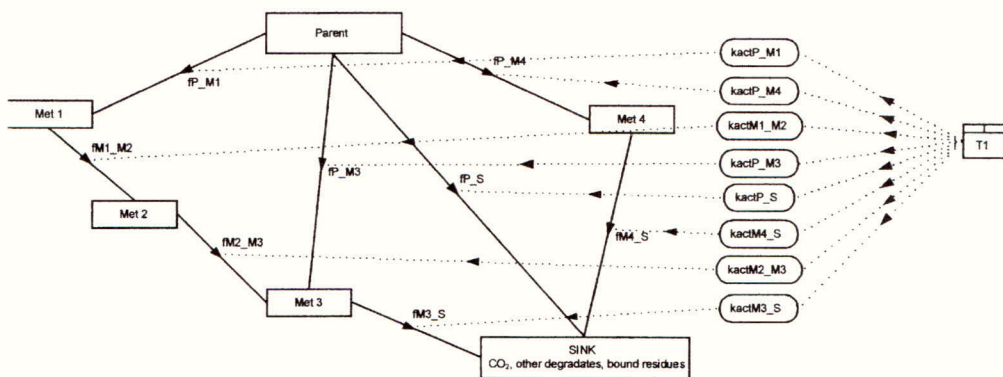 Parent
kactP_M1
fP_M4
fP_M1
kactP_M4
Met 1
Met 4
kactM1_M2
T1
fM1_M2
fP_M3
kactP_M3
fP_S
kactP_S
Met 2
fM4_S
kactM4_S
fM2_M3
kactM2_M3
Met 3
fM3_S
kactM3_S
SINK
CO₂, other degradates, bound residues